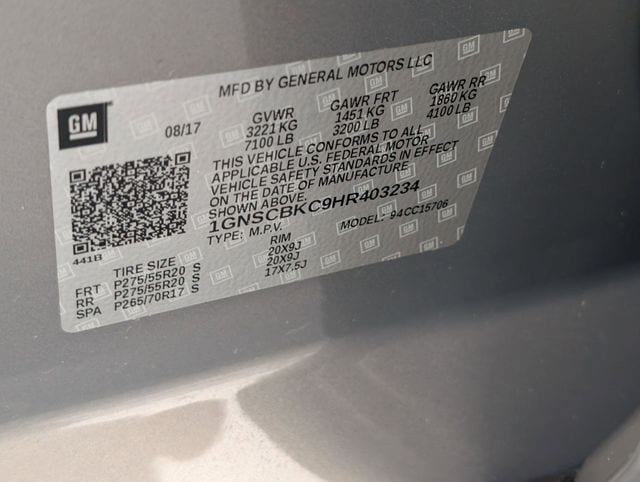 MFD BY GENERAL MOTORS LLC
GM
08/17
GVWR GAWR FRT GAWR RR
3221 KG 1451 KG 1860 KG
7100 LB 3200 LB 4100 LB
THIS VEHICLE CONFORMS TO ALL
APPLICABLE U.S. FEDERAL MOTOR
VEHICLE SAFETY STANDARDS IN EFFECT
ON THE DATE OF MANUFACTURE
SHOWN ABOVE.
1GNSCBKC9HR403234
TYPE: M.P.V. MODEL: 94CC15706
441B
TIRE SIZE RIM
FRT P275/55R20 S 20X9J
RR P275/55R20 S 20X9J
SPA P265/70R17 S 17X7.5J